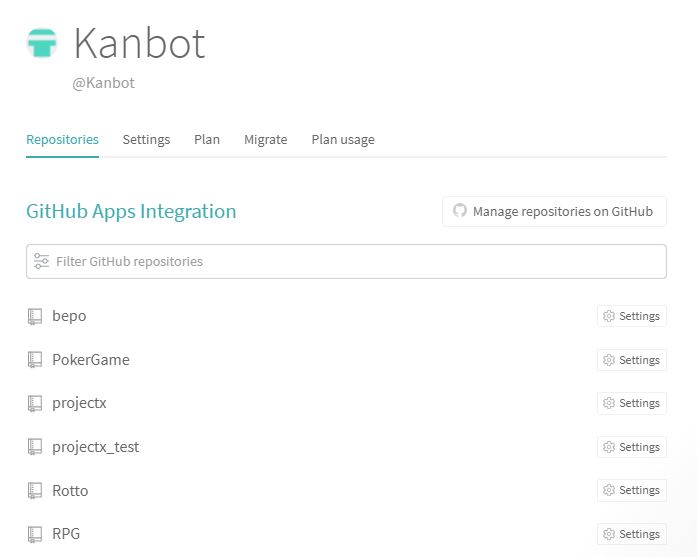 Kanbot
@Kanbot
Repositories Settings Plan Migrate Plan usage
GitHub Apps Integration Manage repositories on GitHub
Filter GitHub repositories
bepo Settings
PokerGame Settings
projectx Settings
projectx_test Settings
Rotto Settings
RPG Settings